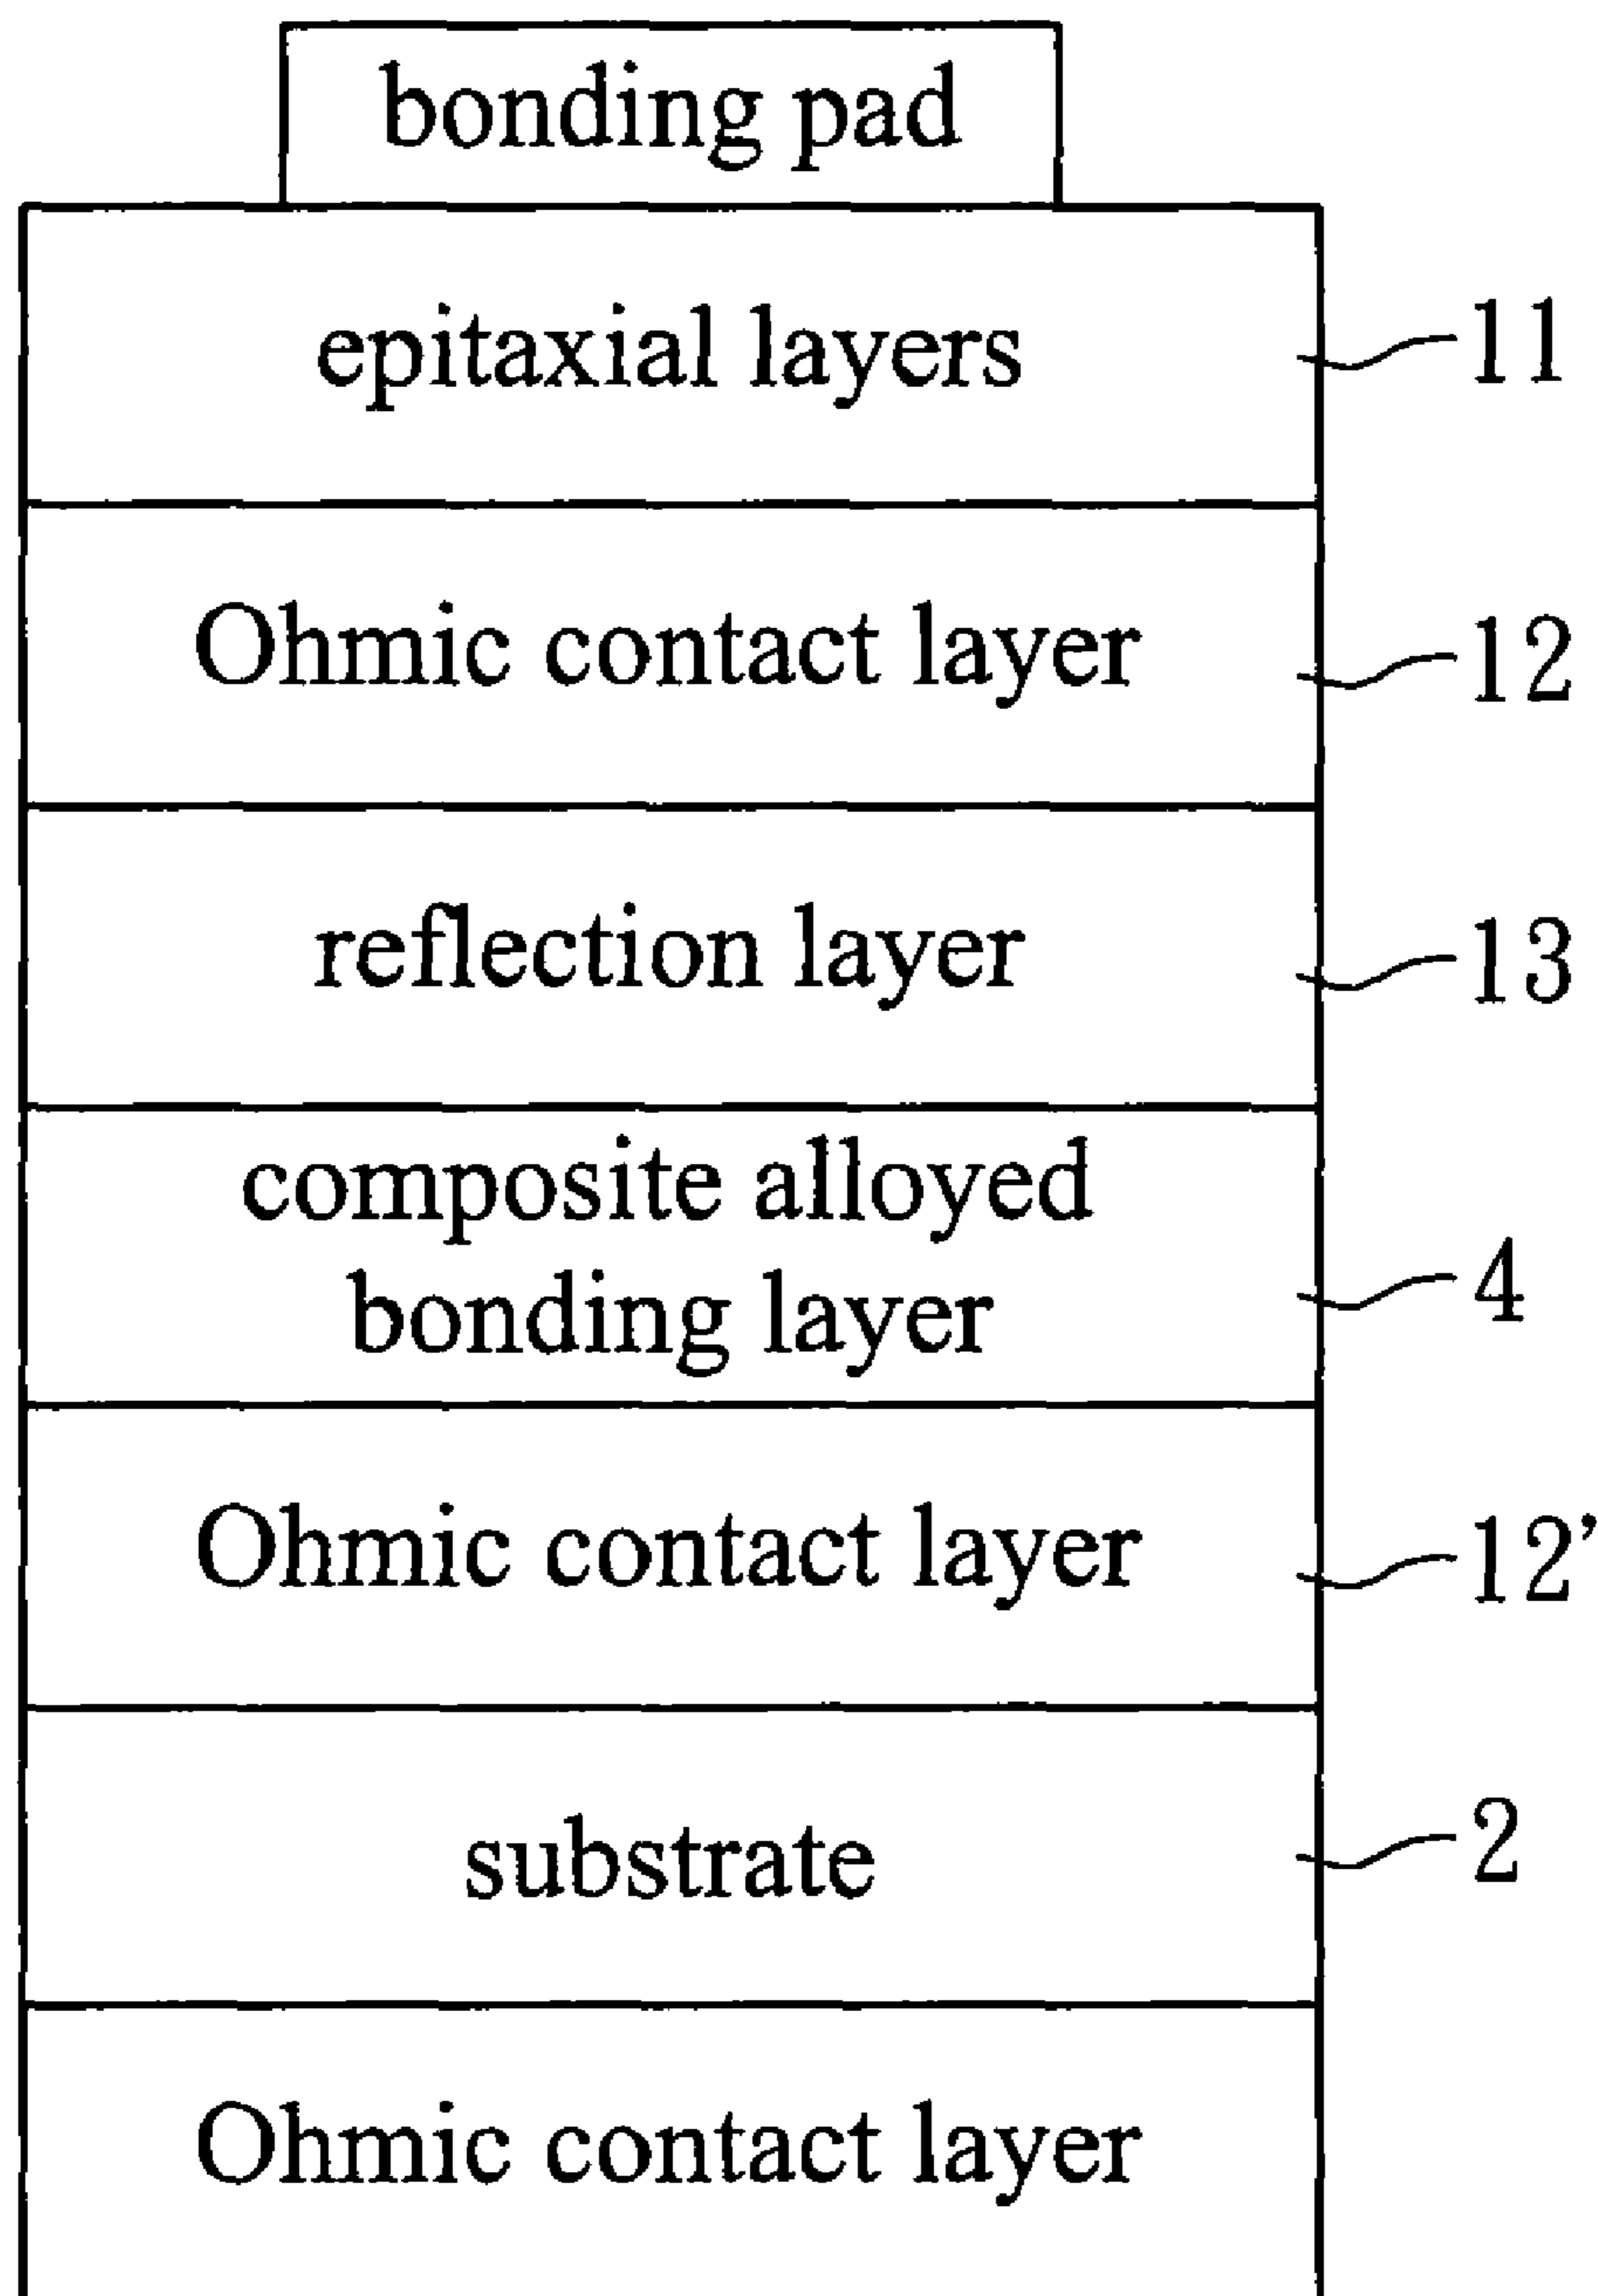 bonding pad
epitaxial layers
11
Ohmic contact layer
12
reflection layer
13
composite alloyed
bonding layer
4
Ohmic contact layer
12’
substrate
2
Ohmic contact layer